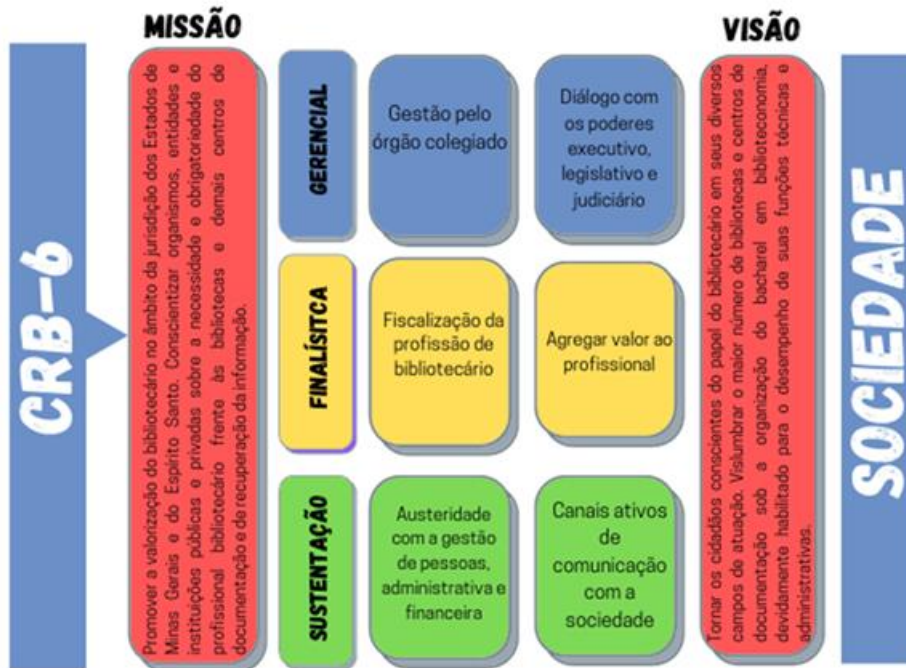 MISSÃO
VISÃO
CRB-6
Promover a valorização do bibliotecário no âmbito da jurisdição dos Estados de
Minas Gerais e do Espírito Santo. Conscientizar organismos, entidades e
instituições públicas e privadas sobre a necessidade e obrigatoriedade do
profissional bibliotecário frente às bibliotecas e demais centros de
documentação e de recuperação da informação.
GERENCIAL
Gestão pelo
órgão colegiado
Diálogo com
os poderes
executivo,
legislativo e
judiciário
FINALÍSITCA
Fiscalização da
profissão de
bibliotecário
Agregar valor ao
profissional
SUSTENTAÇÃO
Austeridade
com a gestão
de pessoas,
administrativa e
financeira
Canais ativos
de
comunicação
com a
sociedade
Tornar os cidadãos conscientes do papel do bibliotecário em seus diversos
campos de atuação. Vislumbrar o maior número de bibliotecas e centros de
documentação sob a organização do bacharel em biblioteconomia,
devidamente habilitado para o desempenho de suas funções técnicas e
administrativas.
SOCIEDADE